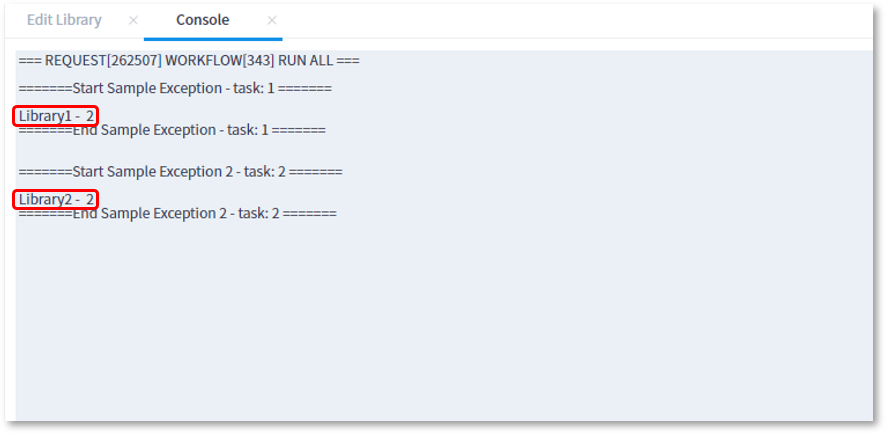 Edit Library × Console ×
=== REQUEST[262507] WORKFLOW[343] RUN ALL ===
=======Start Sample Exception - task: 1 =======
Library1 - 2
=======End Sample Exception - task: 1 =======
=======Start Sample Exception 2 - task: 2 =======
Library2 - 2
=======End Sample Exception 2 - task: 2 =======